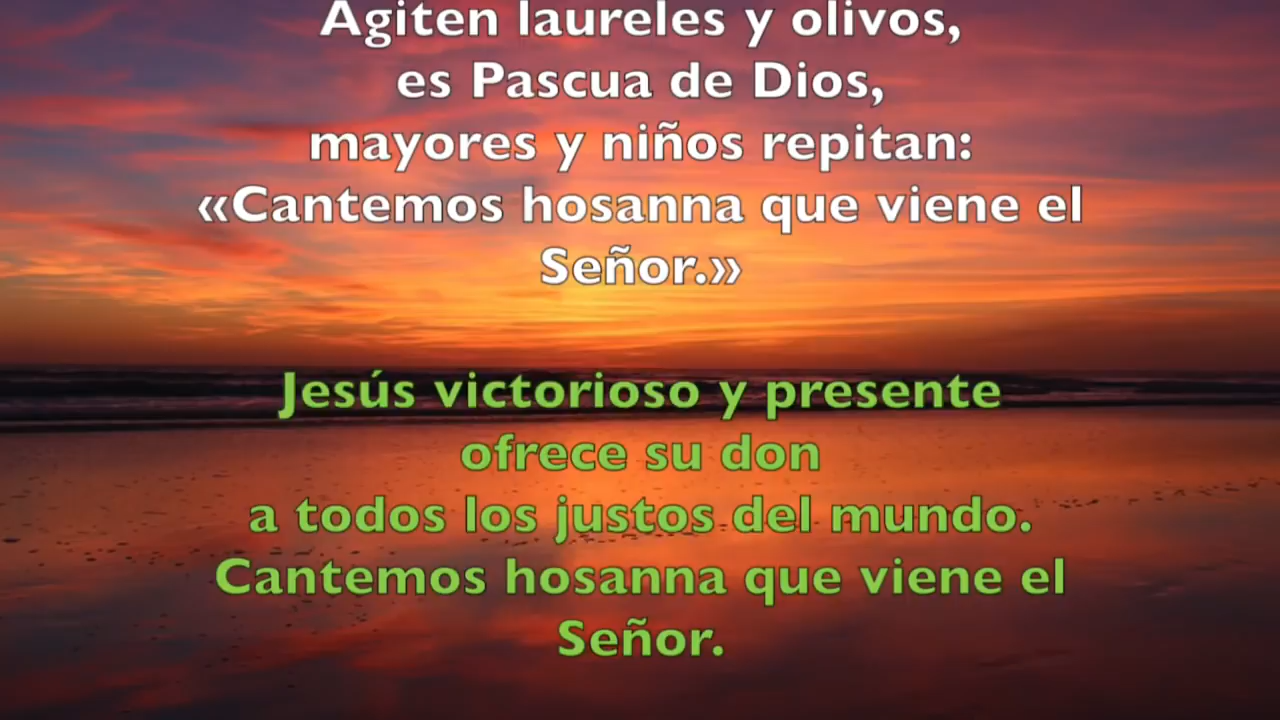 Agiten laureles y olivos,
es Pascua de Dios,
mayores y niños repitan:
«Cantemos hosanna que viene el
Señor.»
Jesús victorioso y presente
ofrece su don
a todos los justos del mundo.
Cantemos hosanna que viene el
Señor.